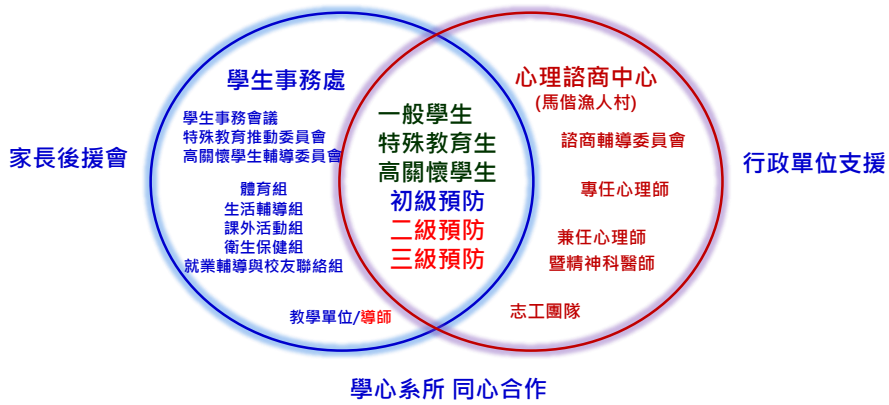 家長後援會
學生事務處
學生事務會議
特殊教育推動委員會
高關懷學生輔導委員會
體育組
生活輔導組
課外活動組
衛生保健組
就業輔導與校友聯絡組
教學單位/導師
一般學生
特殊教育生
高關懷學生
初級預防
二級預防
三級預防
心理諮商中心
(馬偕漁人村)
諮商輔導委員會
專任心理師
兼任心理師
暨精神科醫師
志工團隊
行政單位支援
學心系所 同心合作